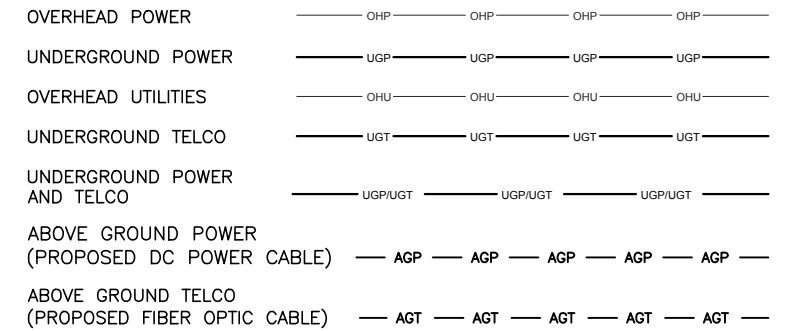 OVERHEAD POWER OHP OHP OHP OHP
UNDERGROUND POWER UGP UGP UGP UGP
OVERHEAD UTILITIES OHU OHU OHU OHU
UNDERGROUND TELCO UGT UGT UGT UGT
UNDERGROUND POWER
AND TELCO UGP/UGT UGP/UGT UGP/UGT
ABOVE GROUND POWER
(PROPOSED DC POWER CABLE) AGP AGP AGP AGP AGP
ABOVE GROUND TELCO
(PROPOSED FIBER OPTIC CABLE) AGT AGT AGT AGT AGT